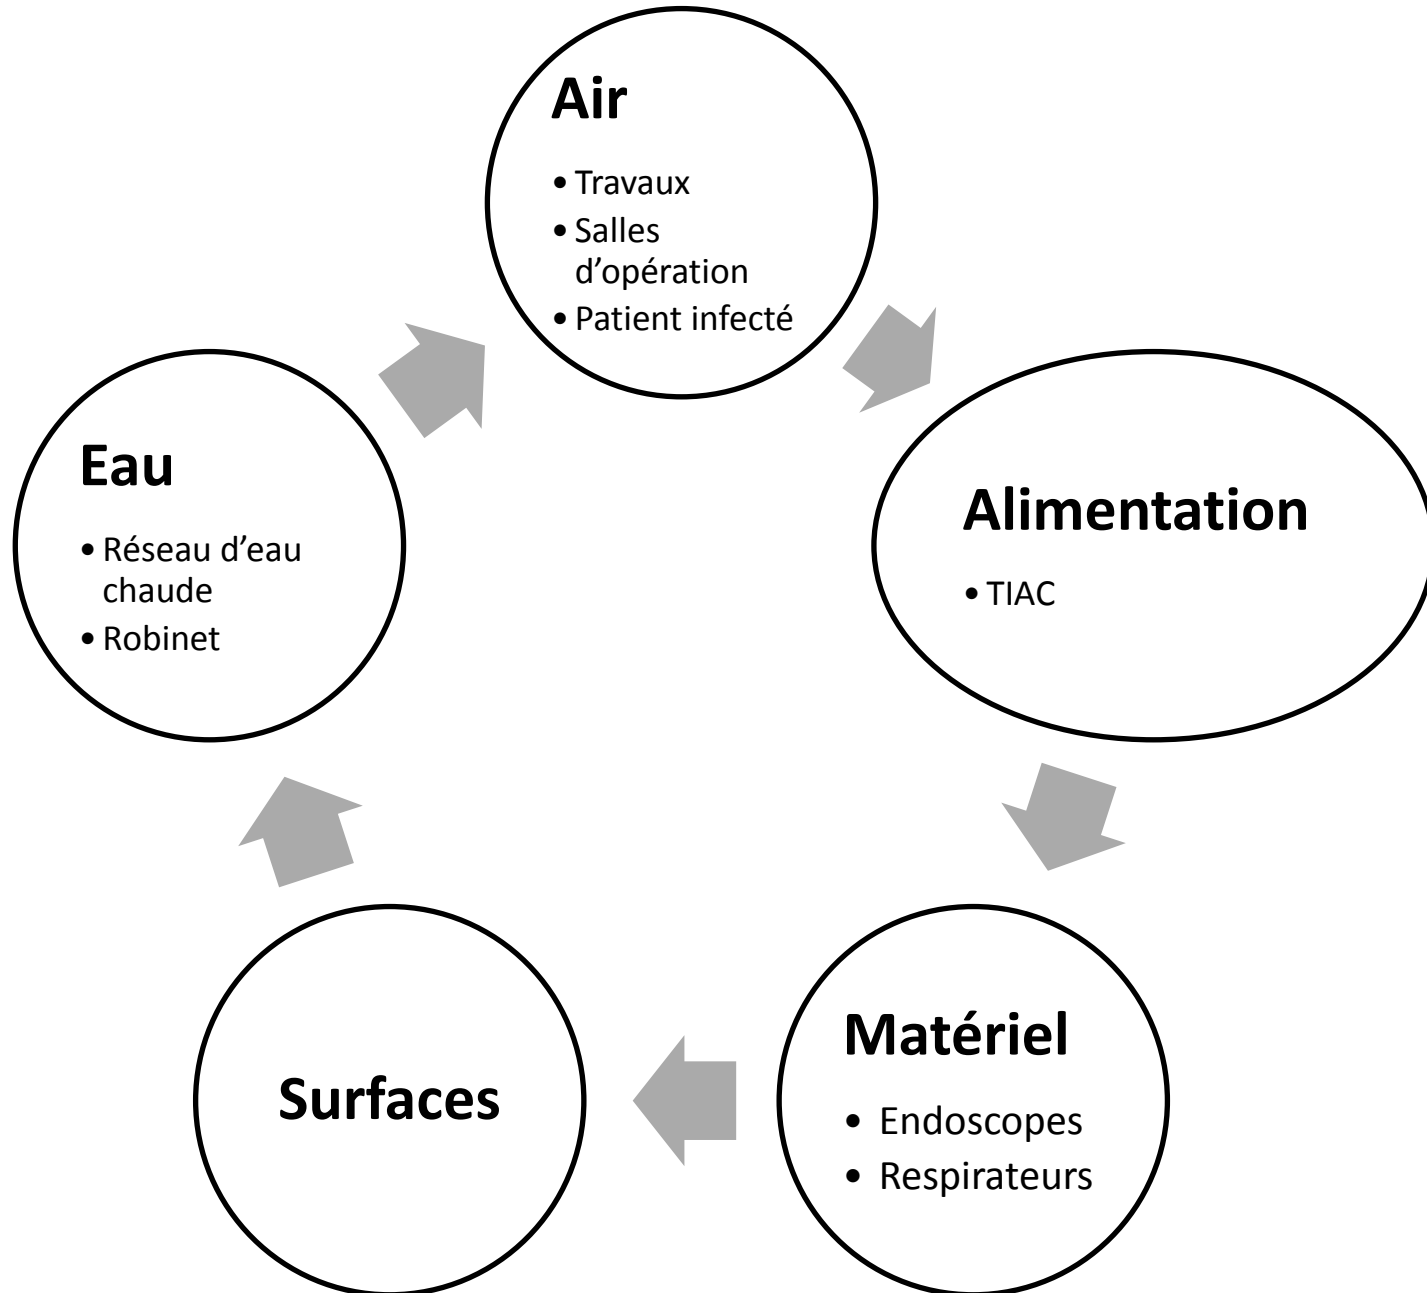 Air
• Travaux
• Salles
d’opération
• Patient infecté
Alimentation
• TIAC
Matériel
• Endoscopes
• Respirateurs
Surfaces
Eau
• Réseau d’eau
chaude
• Robinet